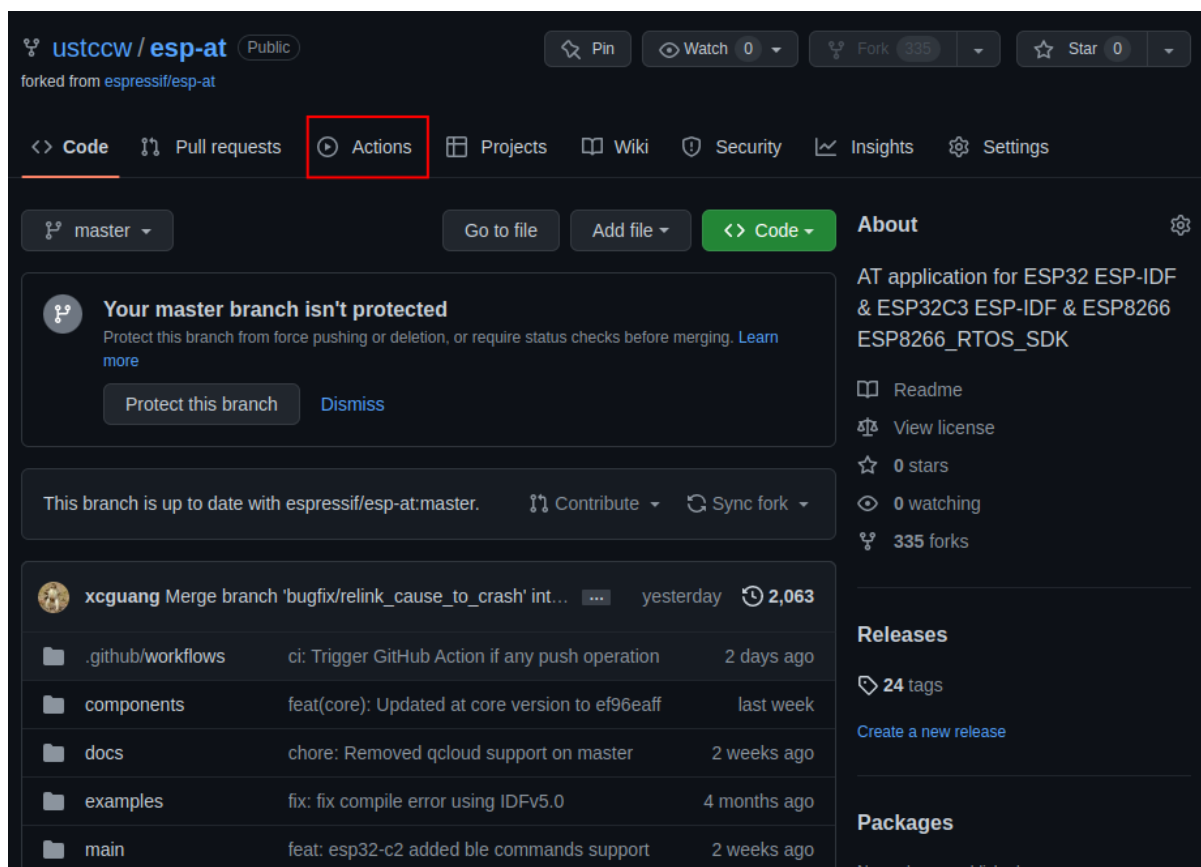 ustccw / esp-at Public
Pin
Watch 0
Fork 335
Star 0
forked from espressif/esp-at
Code
Pull requests
Actions
Projects
Wiki
Security
Insights
Settings
master
Go to file
Add file
Code
Your master branch isn't protected
Protect this branch from force pushing or deletion, or require status checks before merging. Learn
more
Protect this branch
Dismiss
This branch is up to date with espressif/esp-at:master.
Contribute
Sync fork
xcguang Merge branch 'bugfix/relink_cause_to_crash' int… ... yesterday 2,063
.github/workflows ci: Trigger GitHub Action if any push operation 2 days ago
components feat(core): Updated at core version to ef96eaff last week
docs chore: Removed qcloud support on master 2 weeks ago
examples fix: fix compile error using IDFv5.0 4 months ago
main feat: esp32-c2 added ble commands support 2 weeks ago
About
AT application for ESP32 ESP-IDF
& ESP32C3 ESP-IDF & ESP8266
ESP8266_RTOS_SDK
Readme
View license
0 stars
0 watching
335 forks
Releases
24 tags
Create a new release
Packages